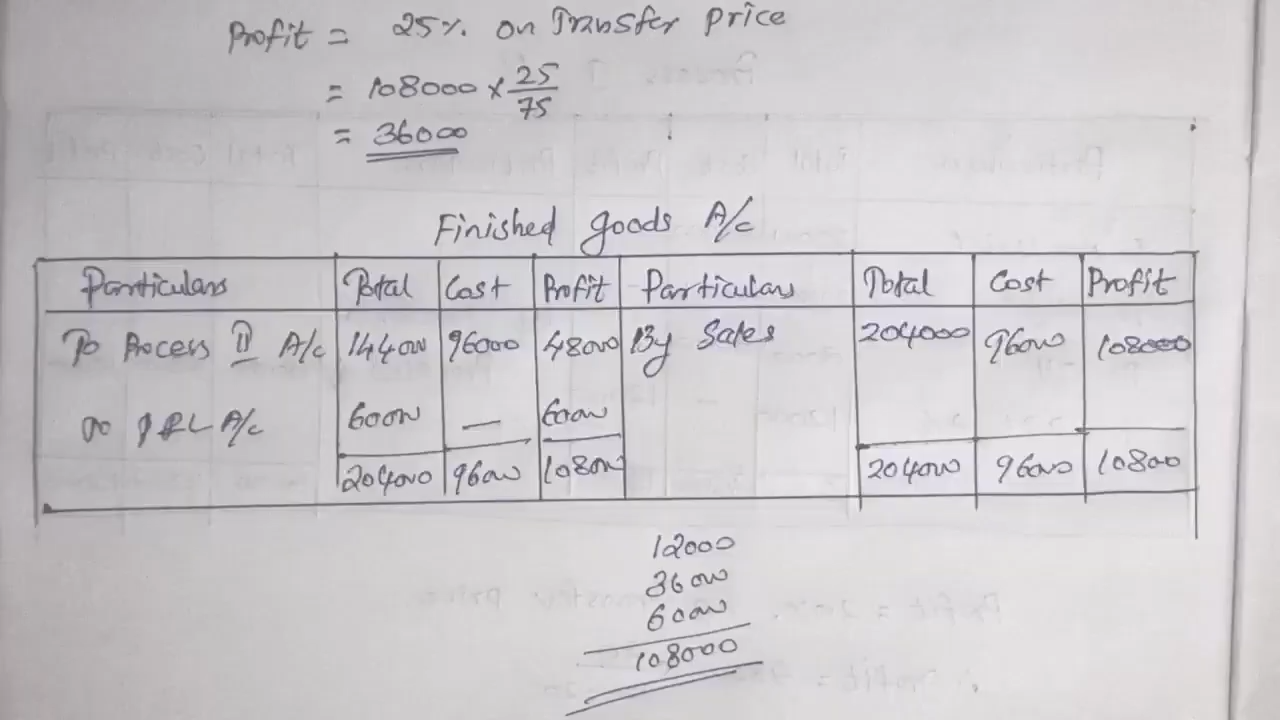 Profit = 25% on Transfer price
= 108000 × 25/75
= 36000
Finished goods A/c
Particulars Total Cost Profit Particulars Total Cost Profit
To Process II A/c 144000 96000 48000 By Sales 204000 96000 108000
To P&L A/c 60000 — 60000
204000 96000 108000 204000 96000 10800
12000
36000
60000
108000